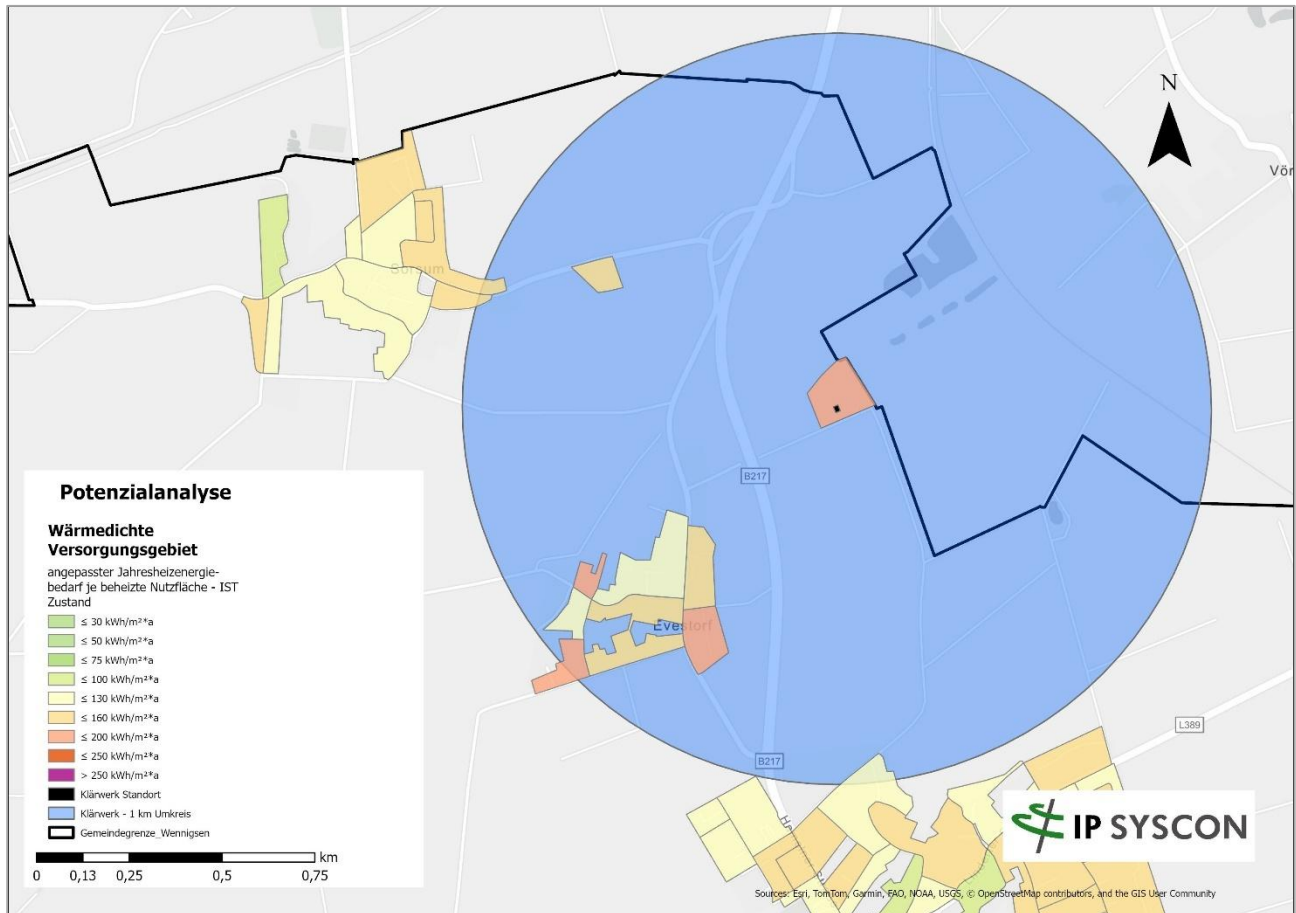 N
Vör
Sorsum
B217
Evestorf
L389
B217
Potenzialanalyse
Wärmedichte
Versorgungsgebiet
angepasster Jahresheizenergie-
bedarf je beheizte Nutzfläche - IST
Zustand
≤ 30 kWh/m²*a
≤ 50 kWh/m²*a
≤ 75 kWh/m²*a
≤ 100 kWh/m²*a
≤ 130 kWh/m²*a
≤ 160 kWh/m²*a
≤ 200 kWh/m²*a
≤ 250 kWh/m²*a
> 250 kWh/m²*a
Klärwerk Standort
Klärwerk - 1 km Umkreis
Gemeindegrenze_Wennigsen
km
0 0,13 0,25 0,5 0,75
IP SYSCON
Sources: Esri, TomTom, Garmin, FAO, NOAA, USGS, © OpenStreetMap contributors, and the GIS User Community